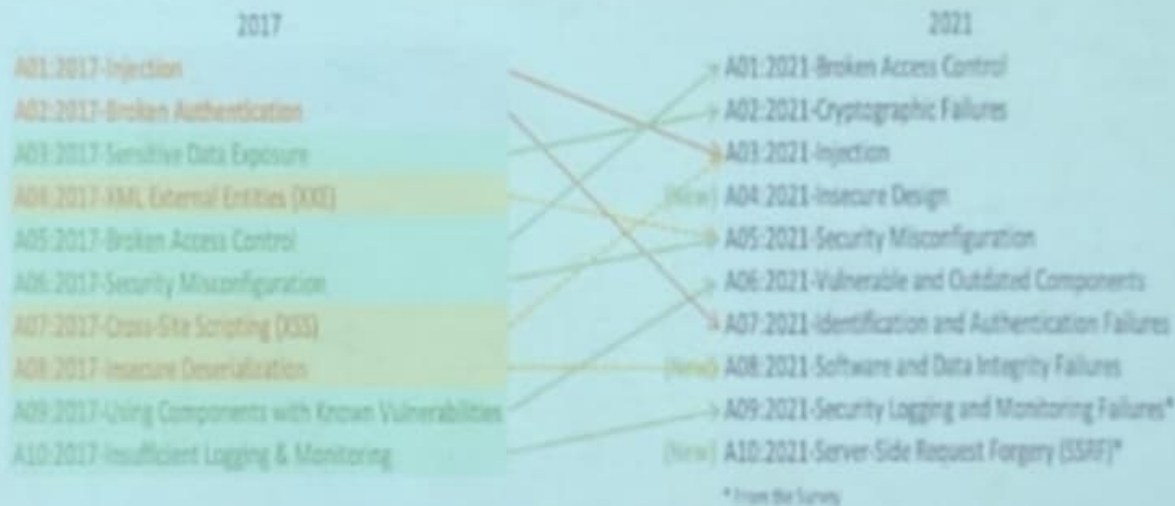 2017
A01:2017-Injection
A02:2017-Broken Authentication
A03:2017-Sensitive Data Exposure
A04:2017-XML External Entities (XXE)
A05:2017-Broken Access Control
A06:2017-Security Misconfiguration
A07:2017-Cross-Site Scripting (XSS)
A08:2017-Insecure Deserialization
A09:2017-Using Components with Known Vulnerabilities
A10:2017-Insufficient Logging & Monitoring
2021
A01:2021-Broken Access Control
A02:2021-Cryptographic Failures
A03:2021-Injection
(New) A04:2021-Insecure Design
A05:2021-Security Misconfiguration
A06:2021-Vulnerable and Outdated Components
A07:2021-Identification and Authentication Failures
(New) A08:2021-Software and Data Integrity Failures
A09:2021-Security Logging and Monitoring Failures*
(New) A10:2021-Server-Side Request Forgery (SSRF)*
* From the Survey